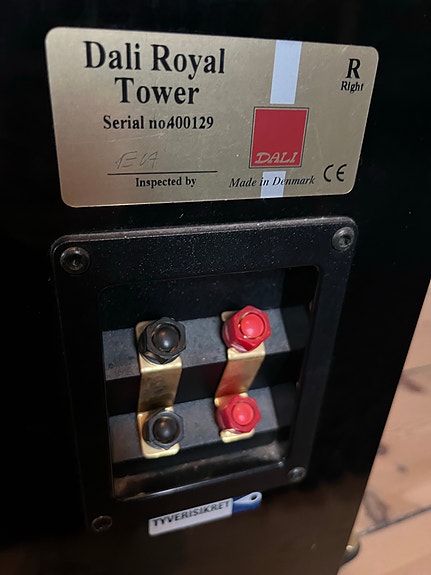 Dali Royal
Tower
R
Right
Serial no400129
DALI
Inspected by
Made in Denmark CE
TYVERISIKRET